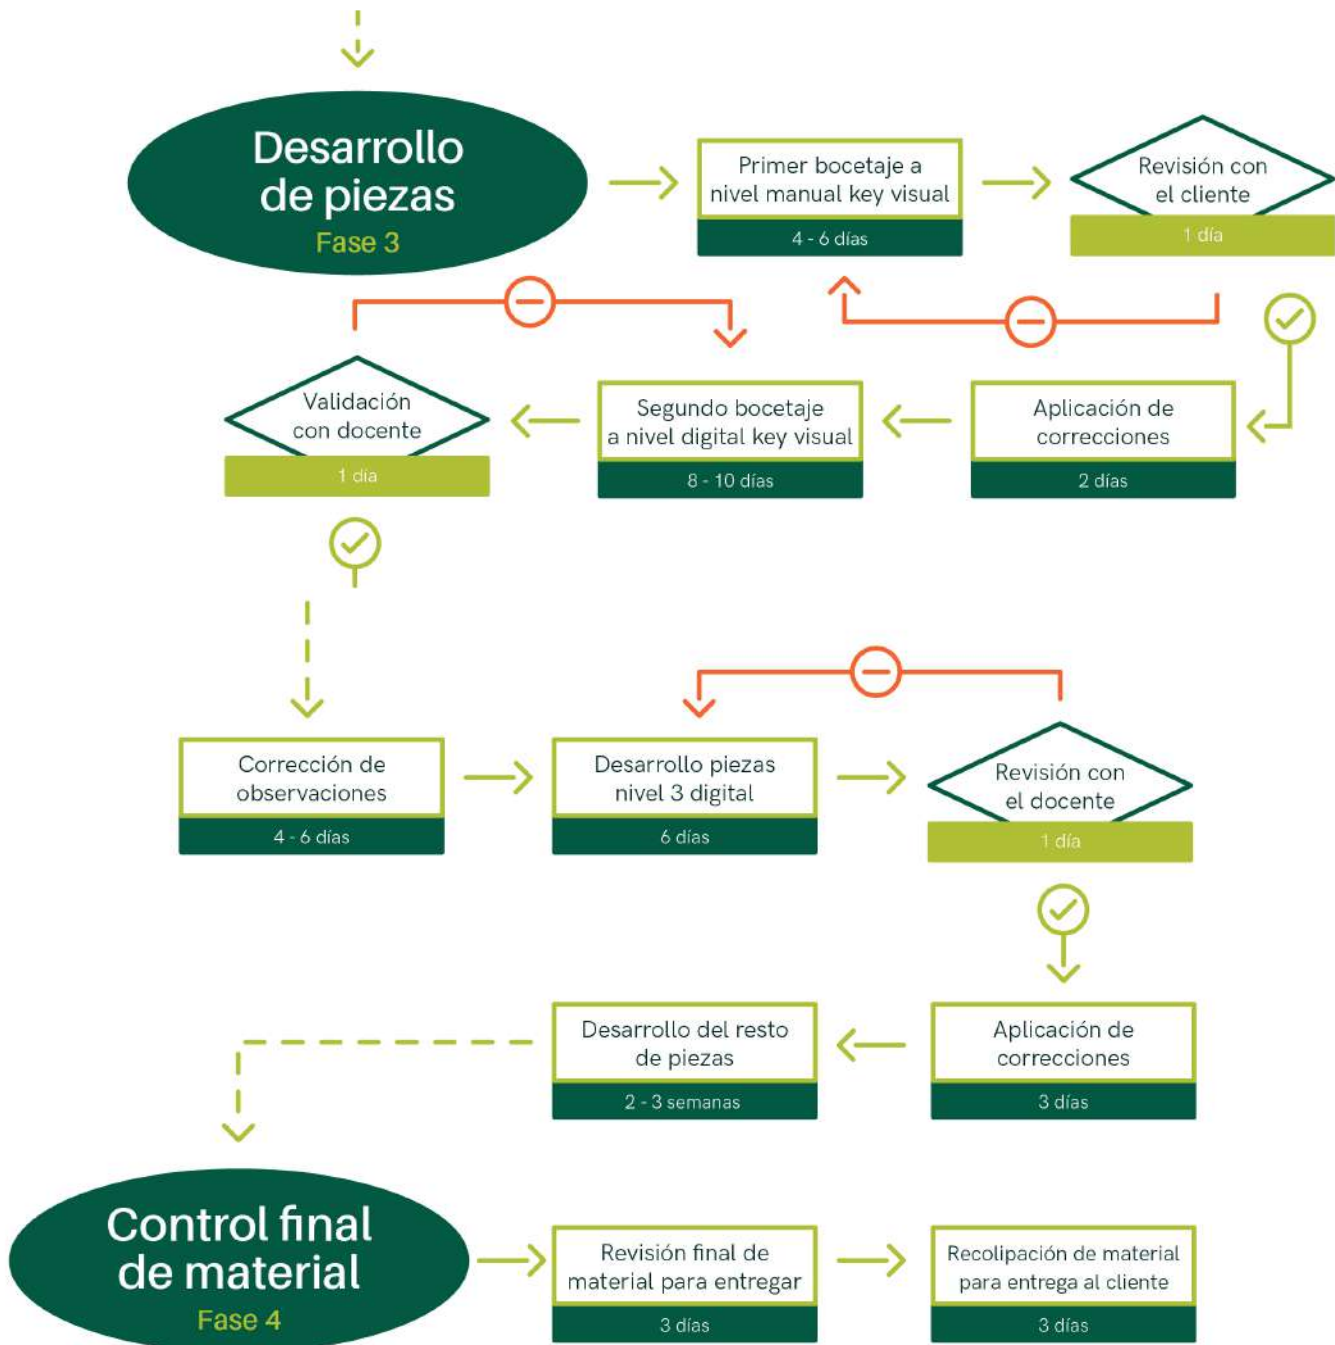 Desarrollo
de piezas
Fase 3
Primer bocetaje a
nivel manual key visual
4 - 6 días
Revisión con
el cliente
1 día
Aplicación de
correcciones
2 días
Segundo bocetaje
a nivel digital key visual
8 - 10 días
Validación
con docente
1 día
Corrección de
observaciones
4 - 6 días
Desarrollo piezas
nivel 3 digital
6 días
Revisión con
el docente
1 día
Aplicación de
correcciones
3 días
Desarrollo del resto
de piezas
2 - 3 semanas
Control final
de material
Fase 4
Revisión final de
material para entregar
3 días
Recolipación de material
para entrega al cliente
3 días